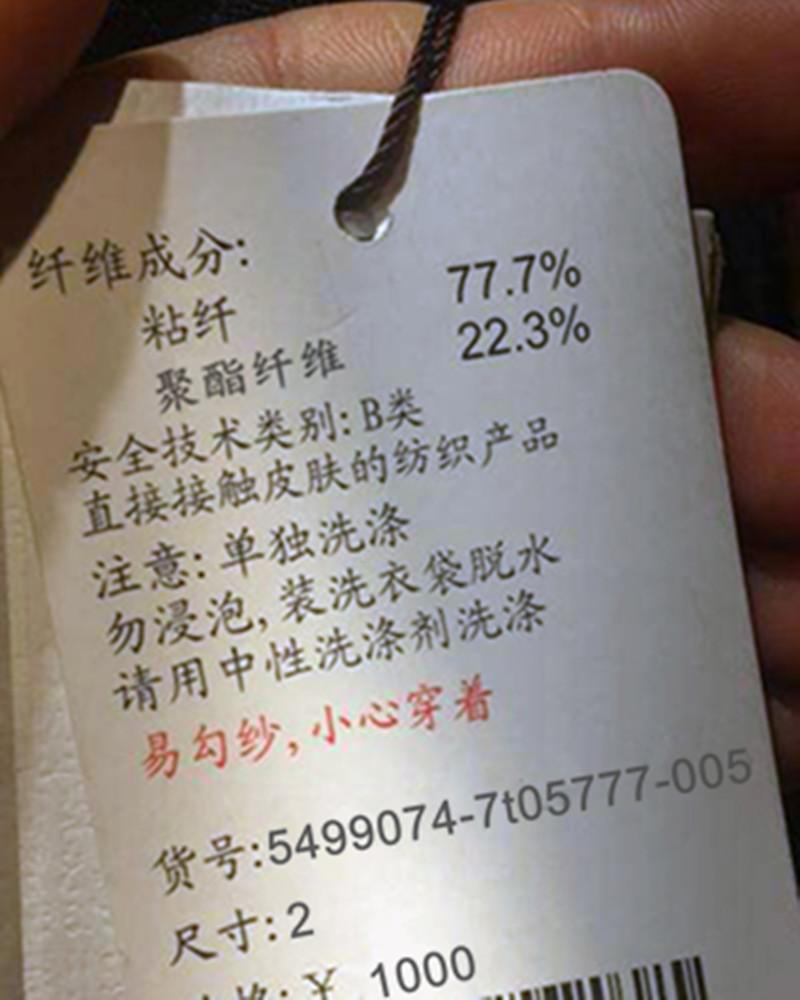 纤维成分:
粘纤 77.7%
聚酯纤维 22.3%
安全技术类别: B类
直接接触皮肤的纺织产品
注意: 单独洗涤
勿浸泡, 装洗衣袋脱水
请用中性洗涤剂洗涤
易勾纱, 小心穿着
货号:5499074-7t05777-005
尺寸: 2
格: ¥ 1000